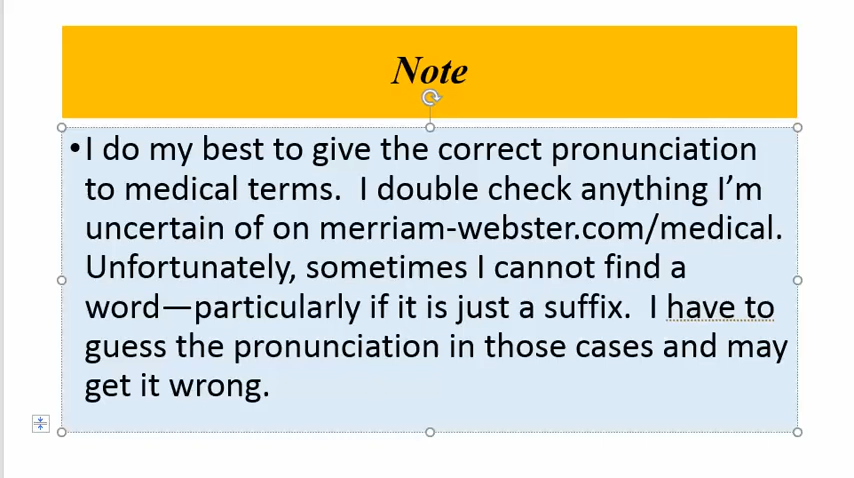 Note
•I do my best to give the correct pronunciation
to medical terms.  I double check anything I’m
uncertain of on merriam-webster.com/medical.
Unfortunately, sometimes I cannot find a
word—particularly if it is just a suffix.  I have to
guess the pronunciation in those cases and may
get it wrong.